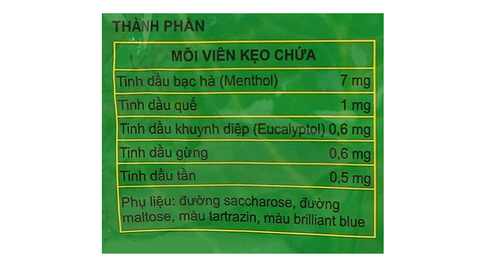 THÀNH PHẦN
MỖI VIÊN KẸO CHỨA
Tinh dầu bạc hà (Menthol) 7 mg
Tinh dầu quế 1 mg
Tinh dầu khuynh diệp (Eucalyptol) 0,6 mg
Tinh dầu gừng 0,6 mg
Tinh dầu tần 0,5 mg
Phụ liệu: đường saccharose, đường
maltose, màu tartrazin, màu brilliant blue